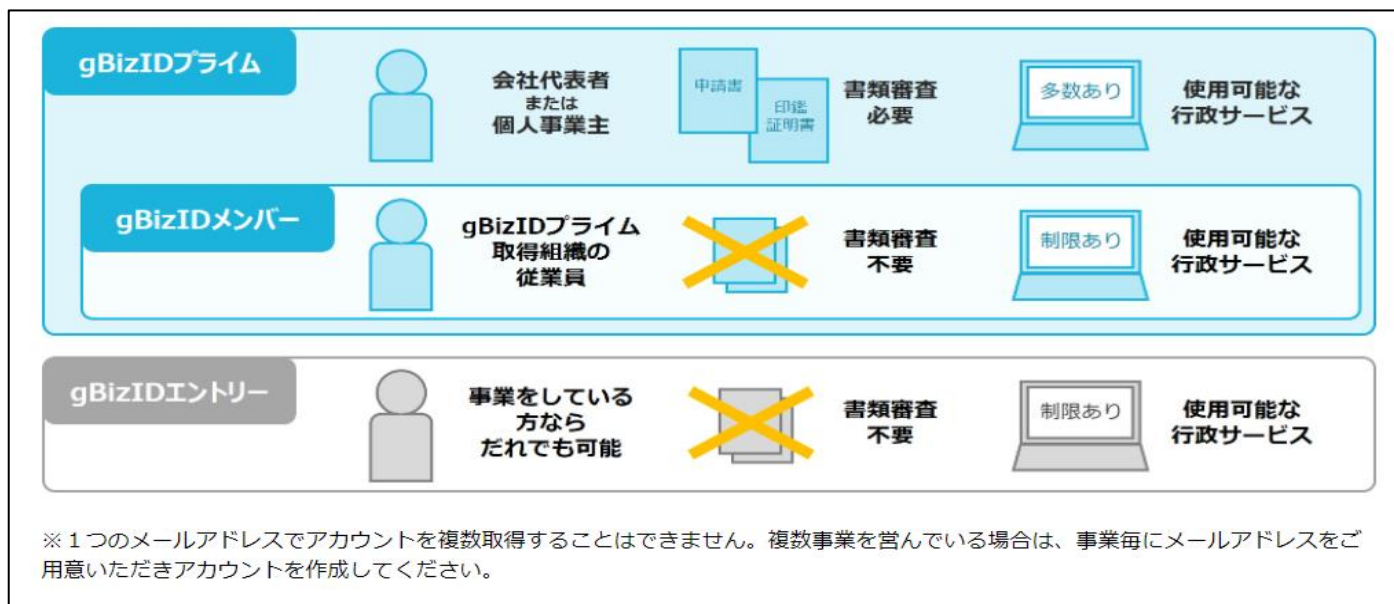 gBizIDプライム
会社代表者
または
個人事業主
申請書
印鑑
証明書
書類審査
必要
多数あり
使用可能な
行政サービス
gBizIDメンバー
gBizIDプライム
取得組織の
従業員
書類審査
不要
制限あり
使用可能な
行政サービス
gBizIDエントリー
事業をしている
方なら
だれでも可能
書類審査
不要
制限あり
使用可能な
行政サービス
※１つのメールアドレスでアカウントを複数取得することはできません。複数事業を営んでいる場合は、事業毎にメールアドレスをご
用意いただきアカウントを作成してください。